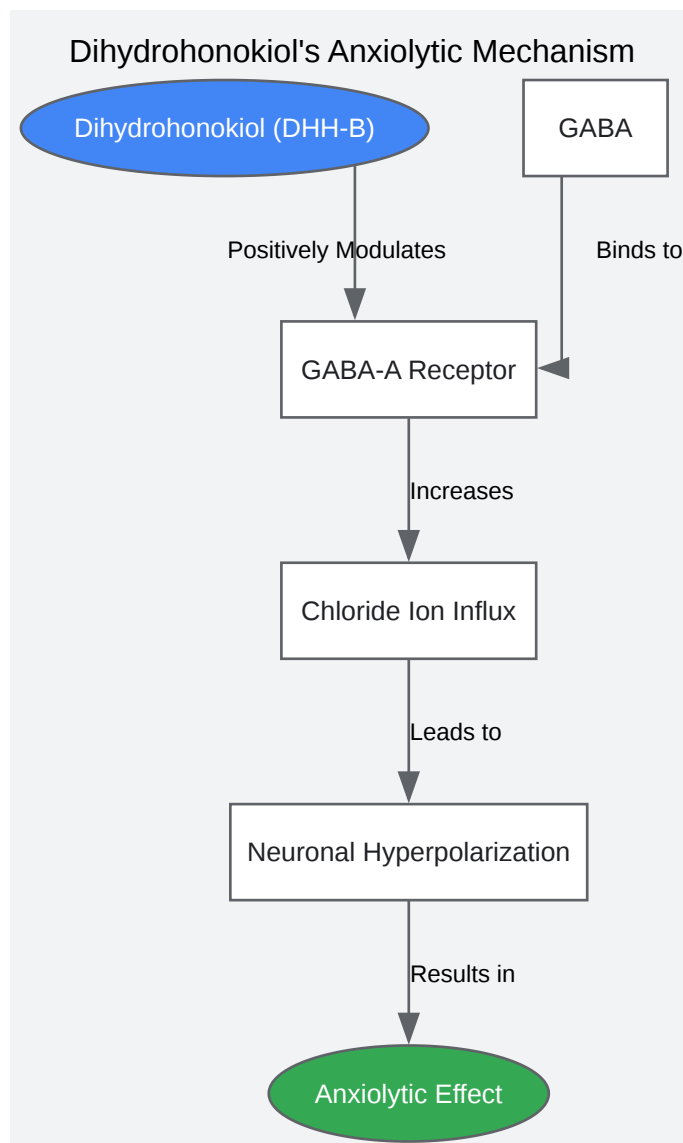 Dihydrohonokiol's Anxiolytic Mechanism
Dihydrohonokiol (DHH-B)
GABA
Positively Modulates
Binds to
GABA-A Receptor
Increases
Chloride Ion Influx
Leads to
Neuronal Hyperpolarization
Results in
Anxiolytic Effect